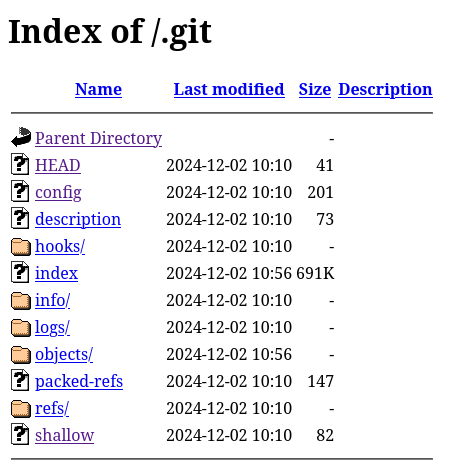 Index of /.git
Name Last modified Size Description
Parent Directory -
HEAD 2024-12-02 10:10 41
config 2024-12-02 10:10 201
description 2024-12-02 10:10 73
hooks/ 2024-12-02 10:10 -
index 2024-12-02 10:56 691K
info/ 2024-12-02 10:10 -
logs/ 2024-12-02 10:10 -
objects/ 2024-12-02 10:56 -
packed-refs 2024-12-02 10:10 147
refs/ 2024-12-02 10:10 -
shallow 2024-12-02 10:10 82